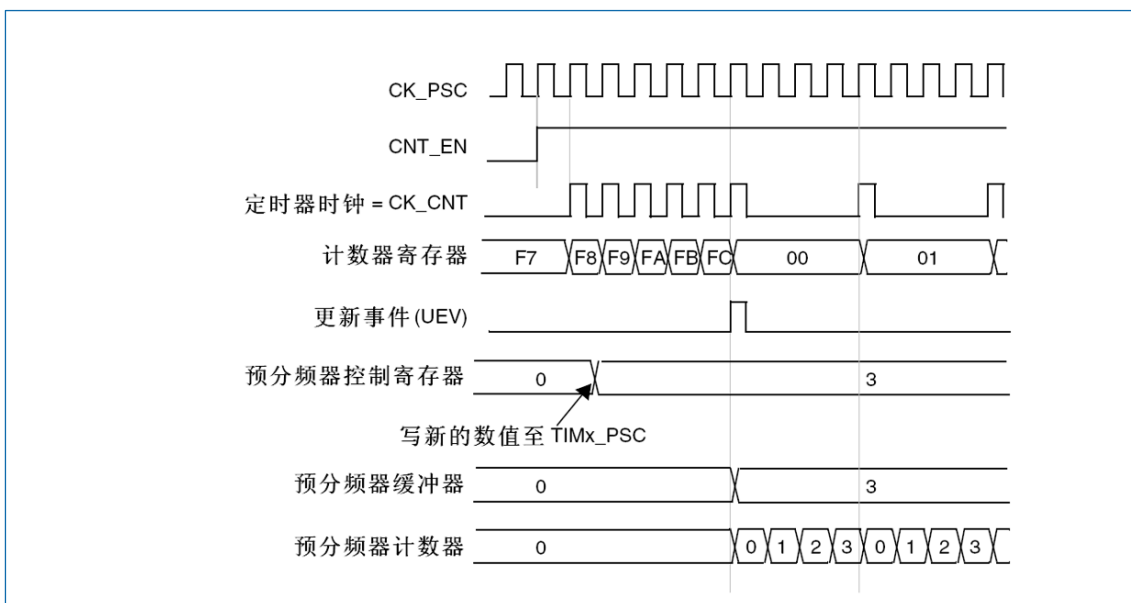 CK_PSC
CNT_EN
定时器时钟 = CK_CNT
计数器寄存器 F7 F8 F9 FA FB FC 00 01
更新事件(UEV)
预分频器控制寄存器 0 3
写新的数值至 TIMx_PSC
预分频器缓冲器 0 3
预分频器计数器 0 0 1 2 3 0 1 2 3